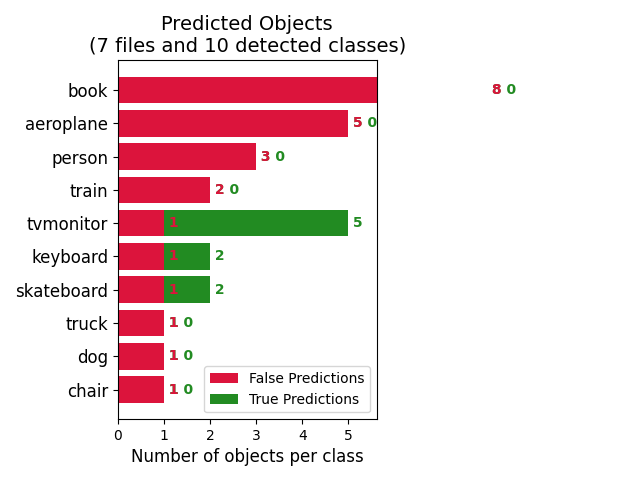 Predicted Objects
(7 files and 10 detected classes)
book 8 0
aeroplane 5 0
person 3 0
train 2 0
tvmonitor 1 5
keyboard 1 2
skateboard 1 2
truck 1 0
dog 1 0
chair 1 0
False Predictions
True Predictions
0 1 2 3 4 5
Number of objects per class